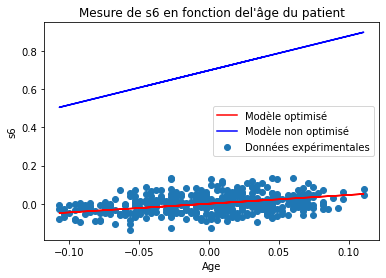 Mesure de s6 en fonction del'âge du patient
0.8
0.6
0.4
0.2
0.0
s6
Modèle optimisé
Modèle non optimisé
Données expérimentales
−0.10
−0.05
0.00
0.05
0.10
Age